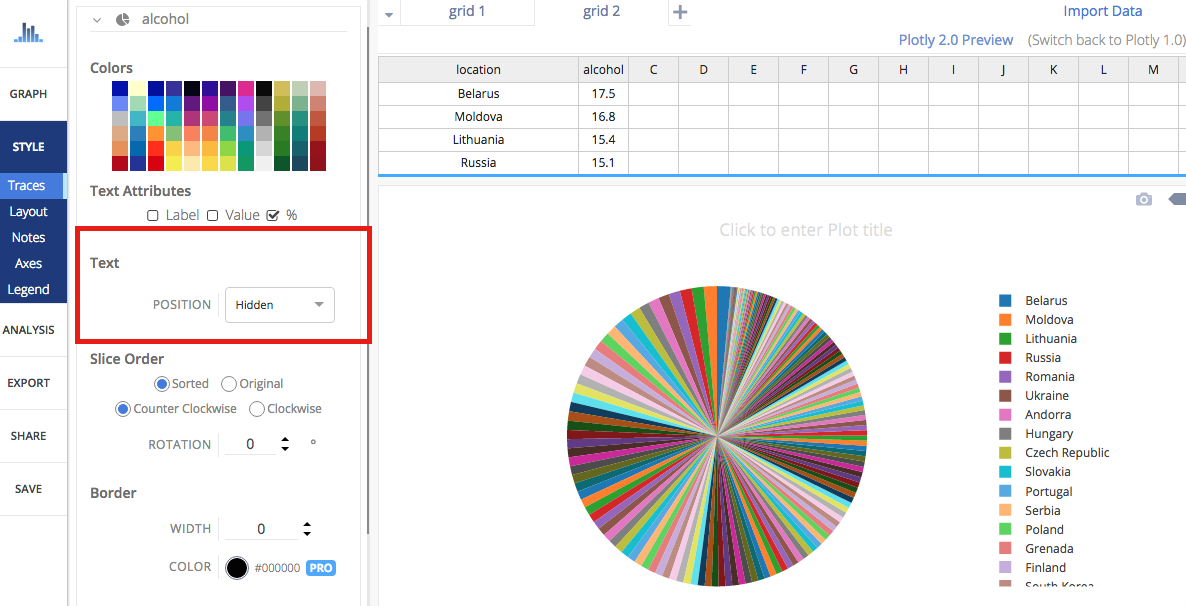 GRAPH
STYLE
Traces
Layout
Notes
Axes
Legend
ANALYSIS
EXPORT
SHARE
SAVE
alcohol
Colors
Text Attributes
Label Value %
Text
POSITION Hidden
Slice Order
Sorted Original
Counter Clockwise Clockwise
ROTATION 0 °
Border
WIDTH 0
COLOR #000000 PRO
grid 1 grid 2 + Import Data
Plotly 2.0 Preview (Switch back to Plotly 1.0)
location alcohol C D E F G H I J K L M
Belarus 17.5
Moldova 16.8
Lithuania 15.4
Russia 15.1
Click to enter Plot title
Belarus
Moldova
Lithuania
Russia
Romania
Ukraine
Andorra
Hungary
Czech Republic
Slovakia
Portugal
Serbia
Poland
Grenada
Finland
South Korea